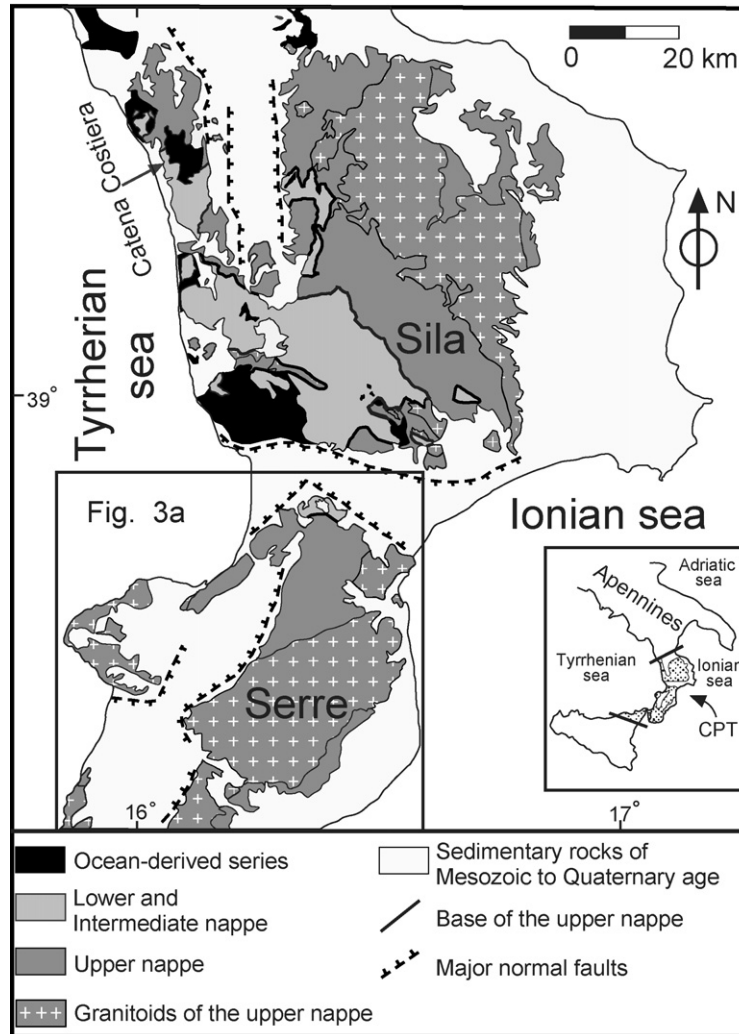 0 20 km
Catena Costiera
N
Tyrrherian
sea
Sila
39°
Fig. 3a
Ionian sea
Serre
16°
17°
Adriatic
sea
Apennines
Tyrrhenian
sea
Ionian
sea
CPT
Ocean-derived series
Lower and
Intermediate nappe
Upper nappe
Granitoids of the upper nappe
Sedimentary rocks of
Mesozoic to Quaternary age
Base of the upper nappe
Major normal faults